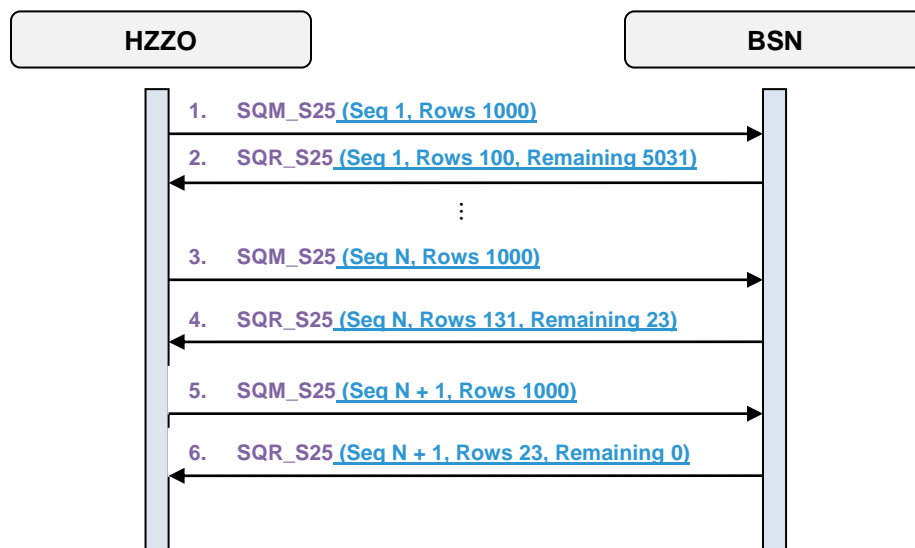 HZZO
BSN
1. SQM_S25 (Seq 1, Rows 1000)
2. SQR_S25 (Seq 1, Rows 100, Remaining 5031)
⋮
3. SQM_S25 (Seq N, Rows 1000)
4. SQR_S25 (Seq N, Rows 131, Remaining 23)
5. SQM_S25 (Seq N + 1, Rows 1000)
6. SQR_S25 (Seq N + 1, Rows 23, Remaining 0)